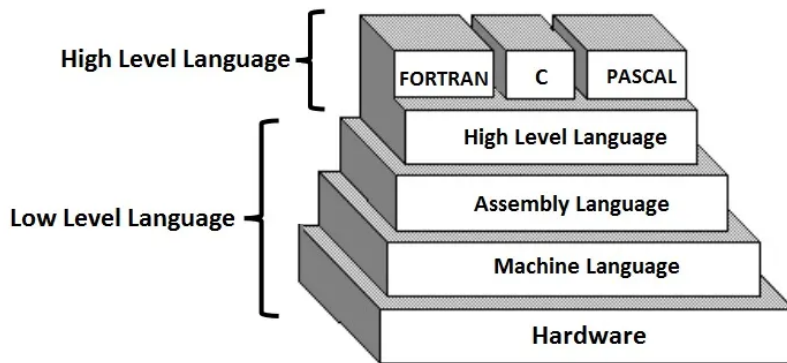 High Level Language
FORTRAN C PASCAL
High Level Language
Assembly Language
Low Level Language
Machine Language
Hardware